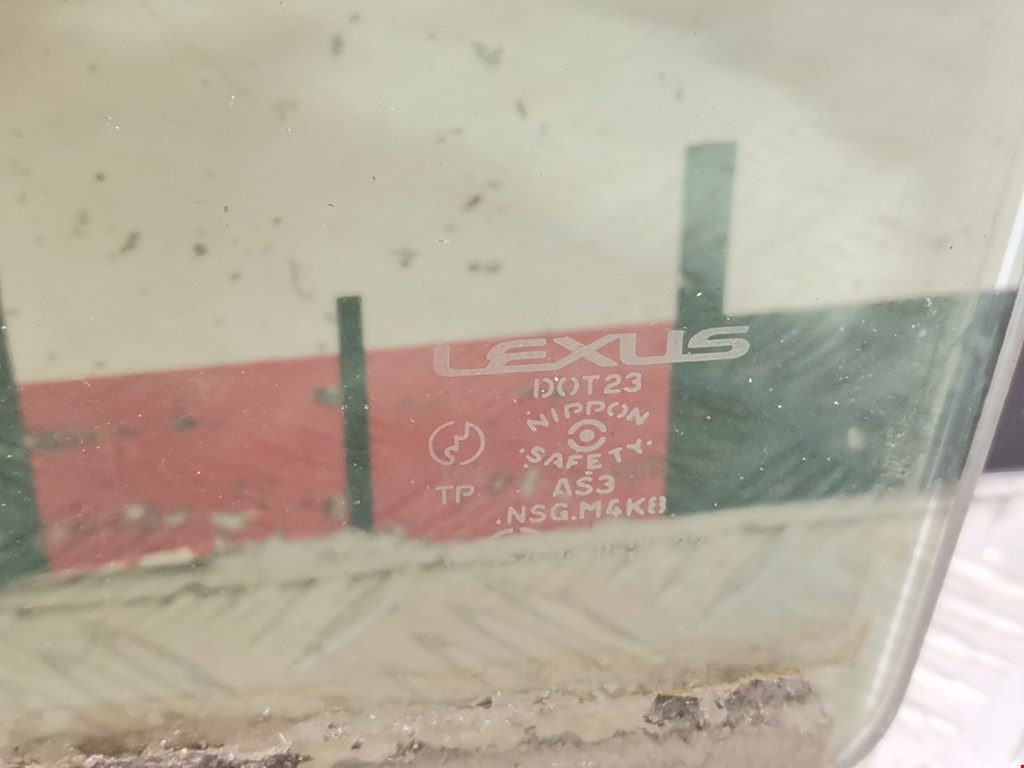 LEXUS
DOT23
NIPPON
SAFETY
TP
AS3
.NSG.M4K8